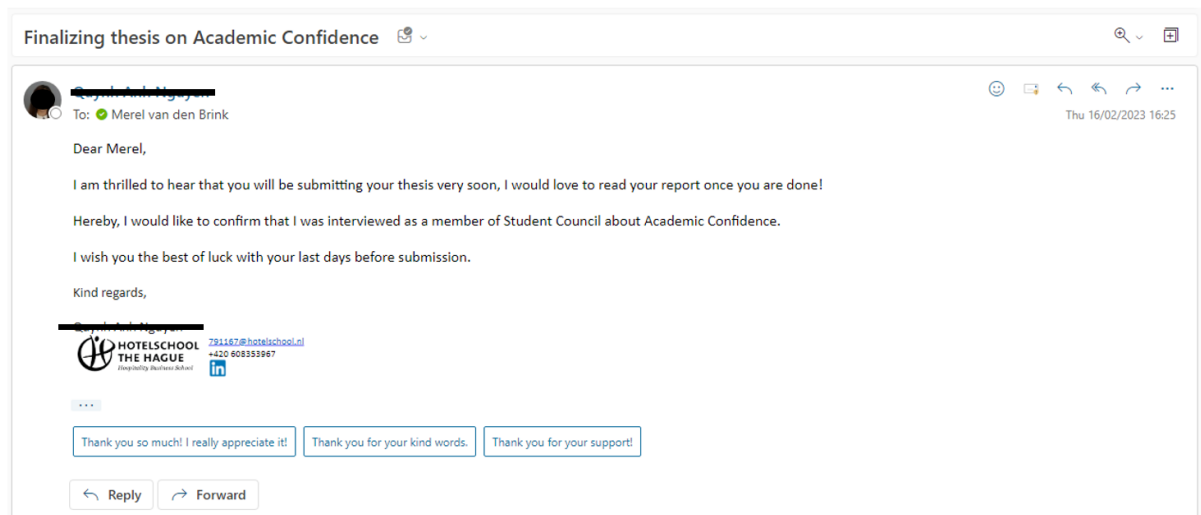 Finalizing thesis on Academic Confidence
To: Merel van den Brink
Thu 16/02/2023 16:25
Dear Merel,
I am thrilled to hear that you will be submitting your thesis very soon, I would love to read your report once you are done!
Hereby, I would like to confirm that I was interviewed as a member of Student Council about Academic Confidence.
I wish you the best of luck with your last days before submission.
Kind regards,
HOTELSCHOOL
THE HAGUE
Hospitality Business School
791167@hotelschool.nl
+420 608353967
in
...
Thank you so much! I really appreciate it!
Thank you for your kind words.
Thank you for your support!
Reply
Forward